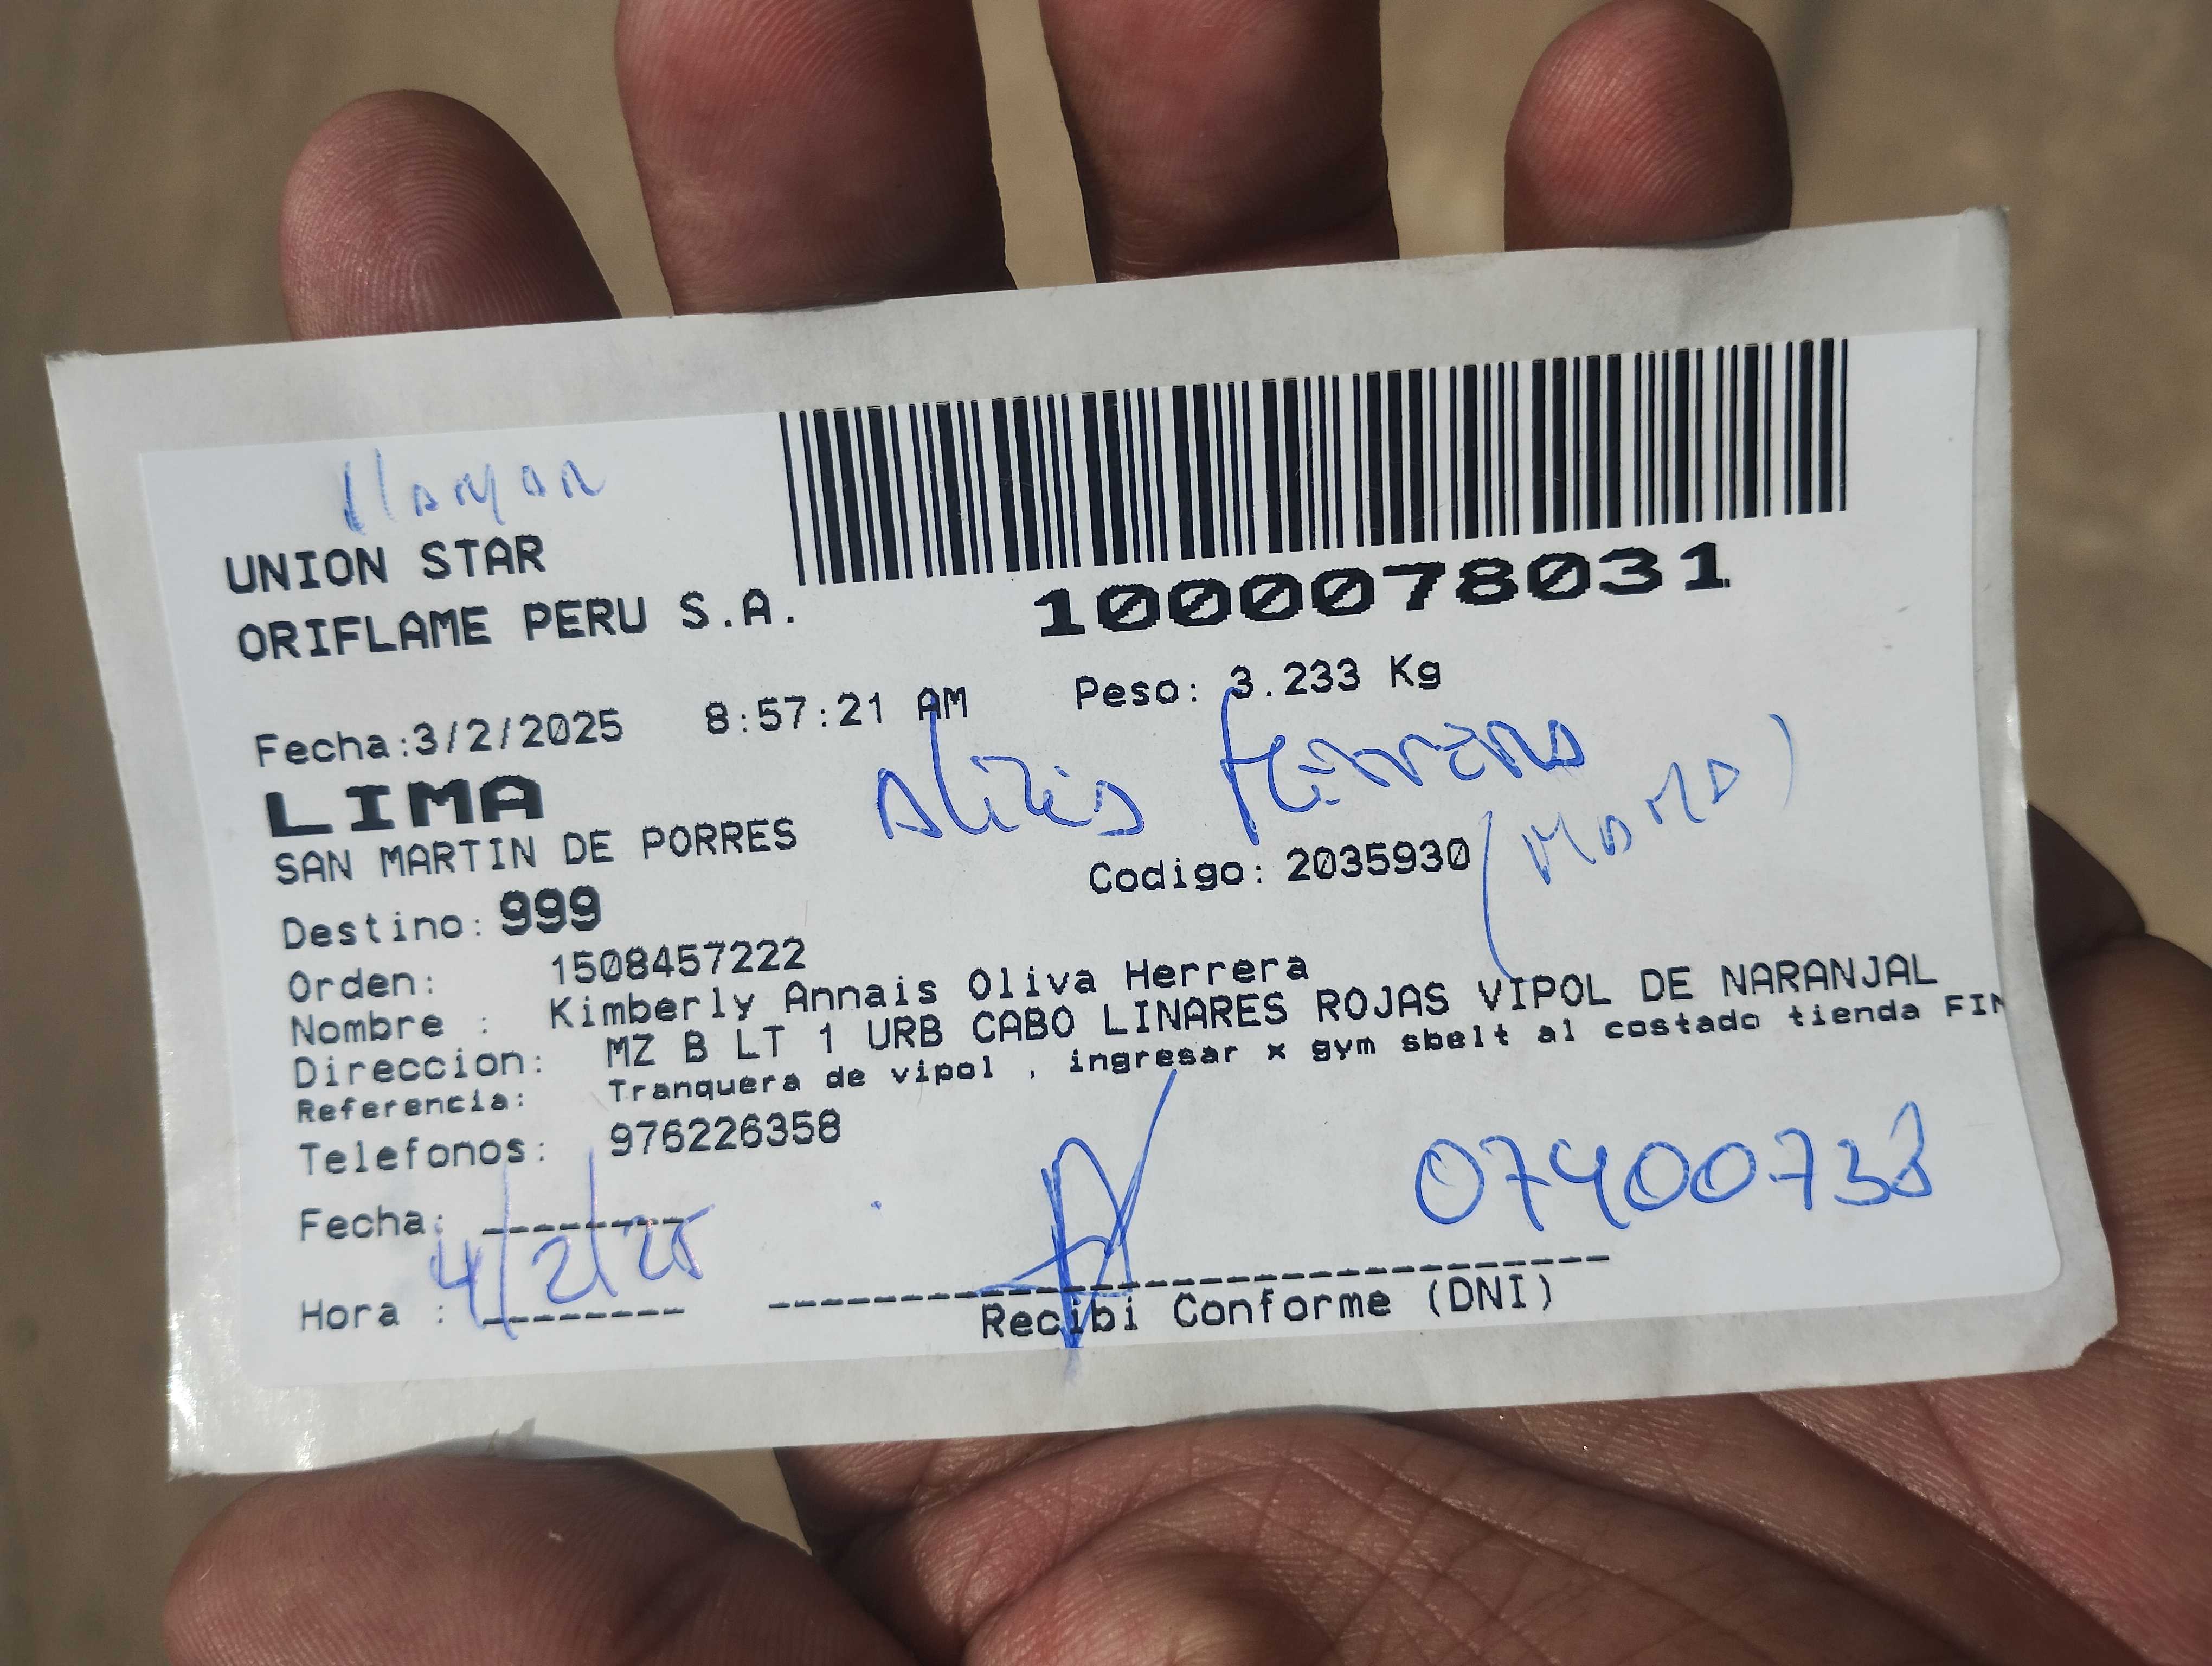 llaman
UNION STAR
ORIFLAME PERU S.A.
1000078031
Fecha:3/2/2025 8:57:21 AM Peso: 3.233 Kg
LIMA
SAN MARTIN DE PORRES
(MAMA)
Destino: 999 Codigo: 2035930
Orden: 1508457222
Nombre : Kimberly Annais Oliva Herrera
Direccion: MZ B LT 1 URB CABO LINARES ROJAS VIPOL DE NARANJAL
Referencia: Tranquera de vipol , ingresar x gym sbelt al costado tienda FIN
Telefonos: 976226358
Fecha: 4/2/25
Hora :
Recibi Conforme (DNI)